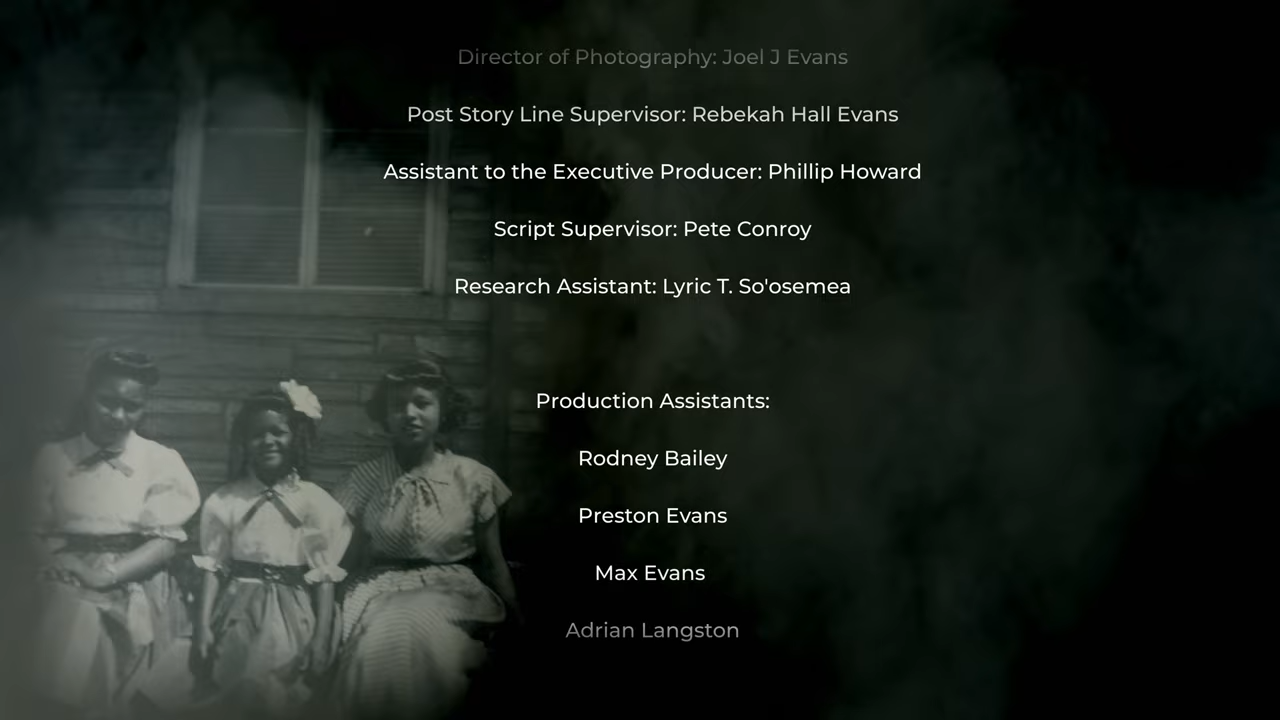 Director of Photography: Joel J Evans
Post Story Line Supervisor: Rebekah Hall Evans
Assistant to the Executive Producer: Phillip Howard
Script Supervisor: Pete Conroy
Research Assistant: Lyric T. So'osemea
Production Assistants:
Rodney Bailey
Preston Evans
Max Evans
Adrian Langston